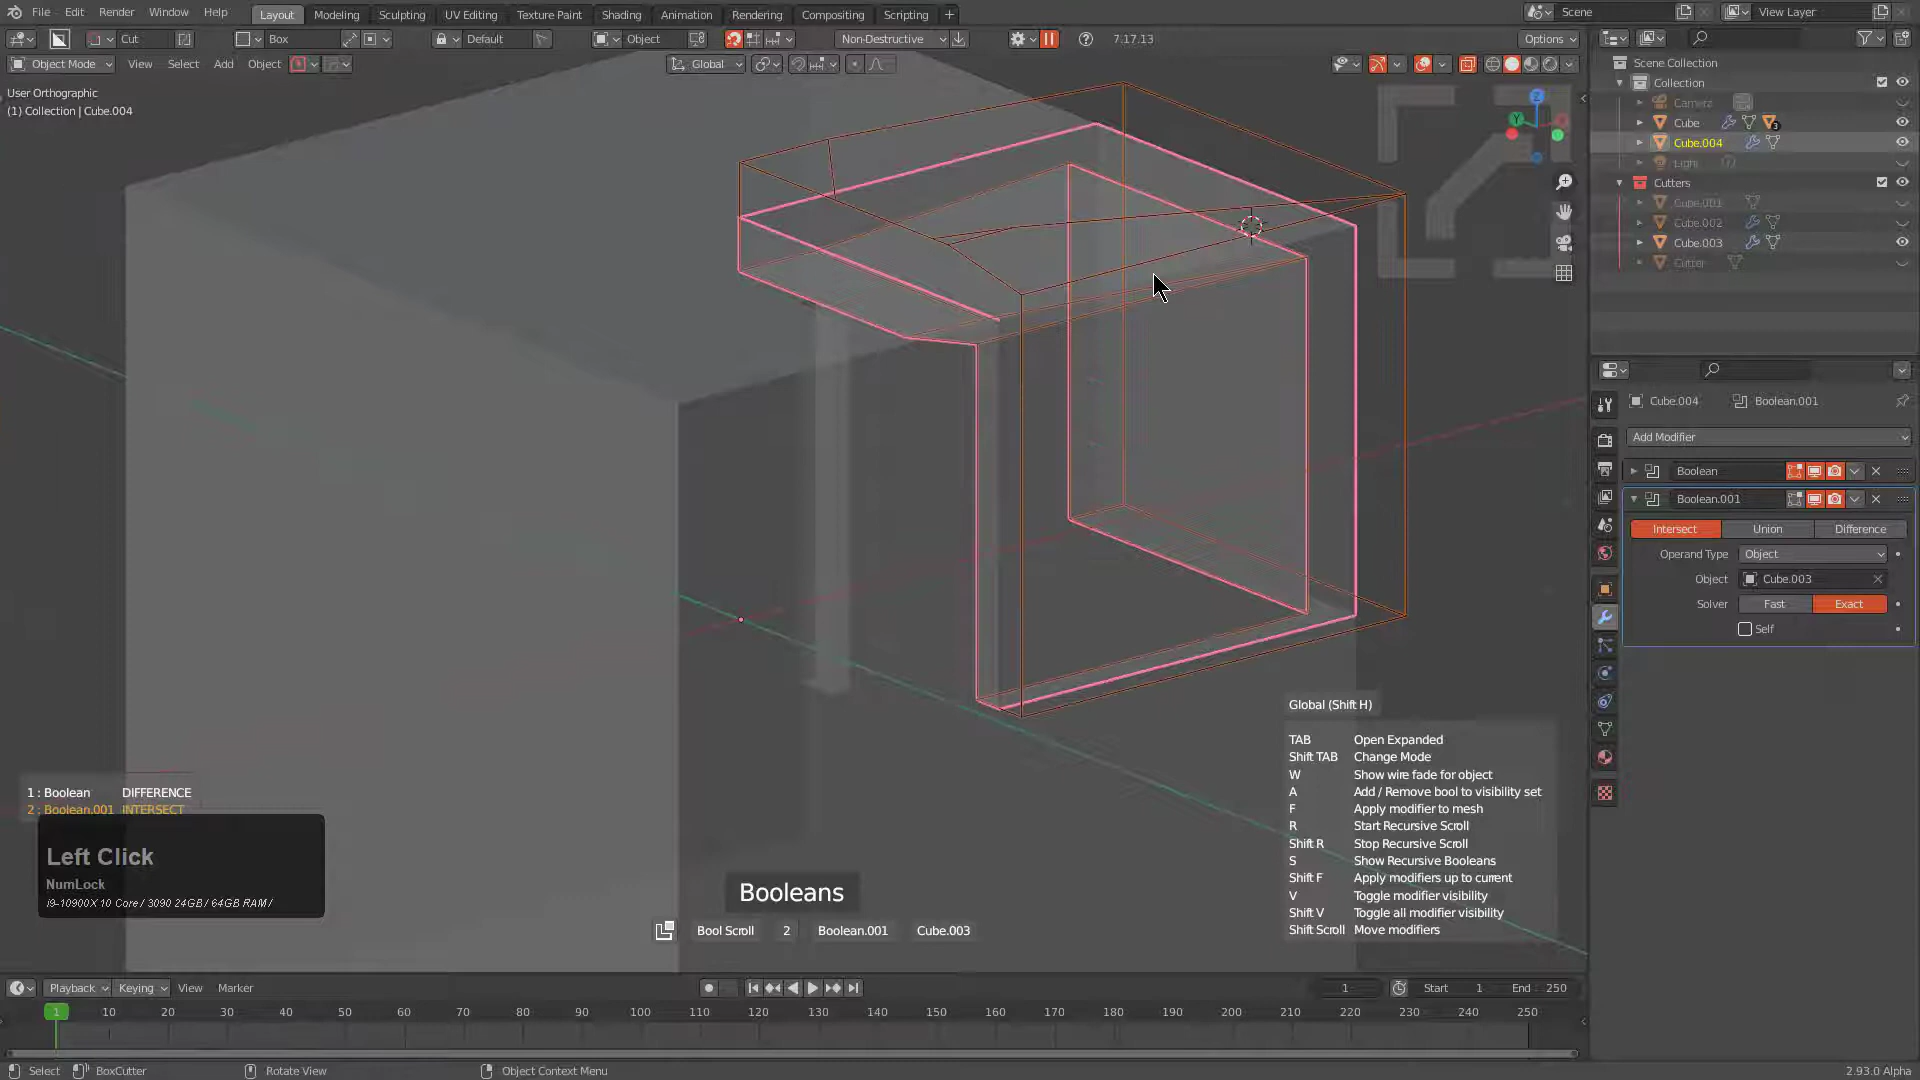 File Edit Render Window Help Layout Modeling Sculpting UV Editing Texture Paint Shading Animation Rendering Compositing Scripting + Scene View Layer
Cut Box Default Object Non-Destructive 7.17.13 Options
Object Mode View Select Add Object Global
User Orthographic
(1) Collection | Cube.004
Z
Y
Scene Collection
Collection
Camera
Cube 3
Cube.004
Light
Cutters
Cube.001
Cube.002
Cube.003
Cutter
Cube.004 Boolean.001
Add Modifier
Boolean
Boolean.001
Intersect Union Difference
Operand Type Object
Object Cube.003
Solver Fast Exact
Self
Global (Shift H)
TAB Open Expanded
Shift TAB Change Mode
W Show wire fade for object
A Add / Remove bool to visibility set
F Apply modifier to mesh
R Start Recursive Scroll
Shift R Stop Recursive Scroll
S Show Recursive Booleans
Shift F Apply modifiers up to current
V Toggle modifier visibility
Shift V Toggle all modifier visibility
Shift Scroll Move modifiers
1 : Boolean DIFFERENCE
2 : Boolean.001 INTERSECT
Left Click
NumLock
i9-10900X 10 Core / 3090 24GB / 64GB RAM /
Booleans
Bool Scroll 2 Boolean.001 Cube.003
Playback Keying View Marker 1 Start 1 End 250
1 10 20 30 40 50 60 70 80 90 100 110 120 130 140 150 160 170 180 190 200 210 220 230 240 250
Select BoxCutter Rotate View Object Context Menu 2.93.0 Alpha